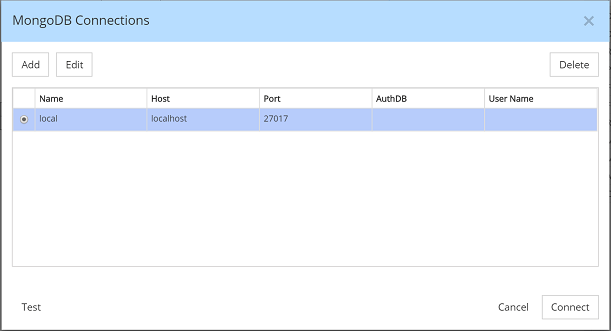 MongoDB Connections
Add Edit Delete
Name Host Port AuthDB User Name
local localhost 27017
Test Cancel Connect